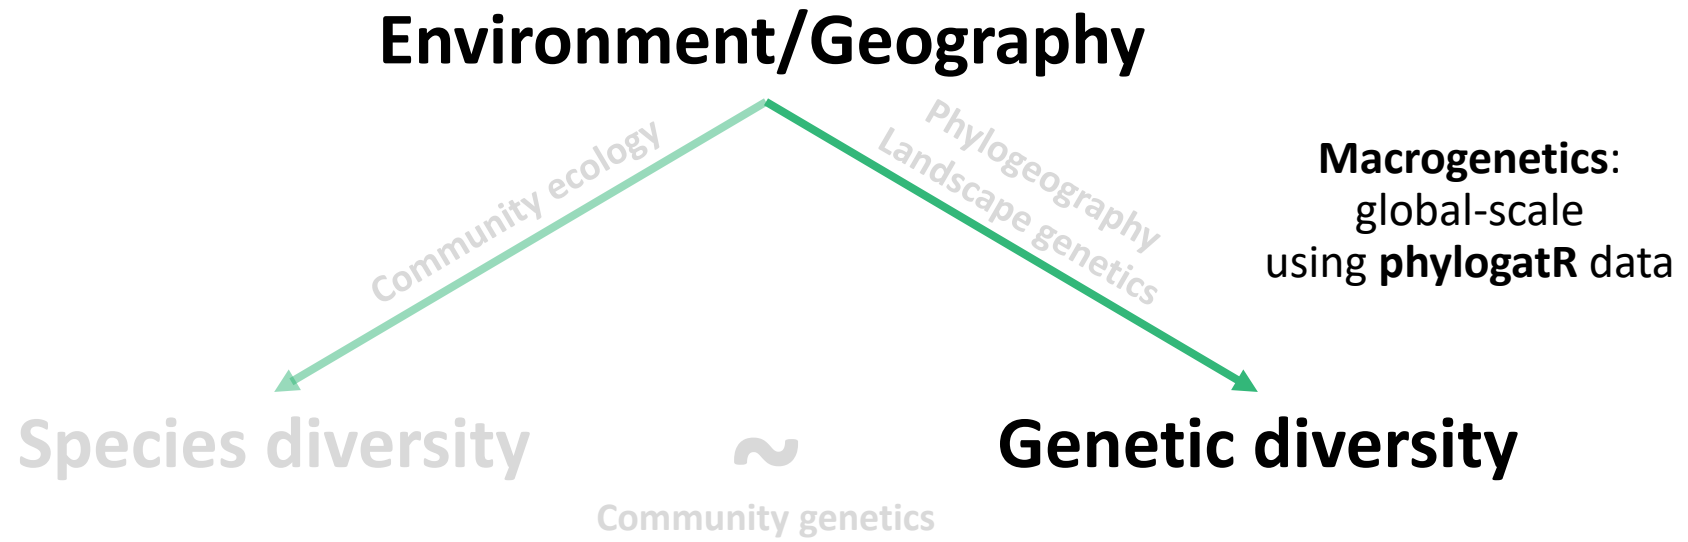 Environment/Geography
Community ecology
Phylogeography
Landscape genetics
Macrogenetics:
global-scale
using phylogatR data
Species diversity
~
Genetic diversity
Community genetics